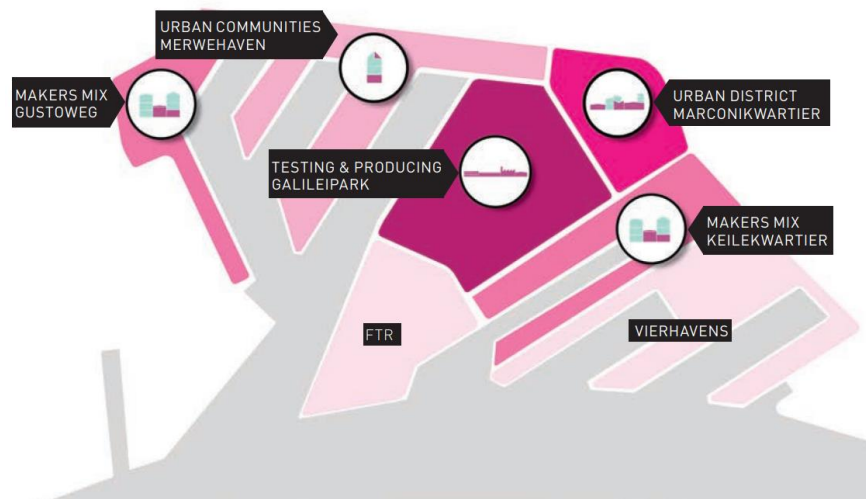 URBAN COMMUNITIES
MERWEHAVEN
MAKERS MIX
GUSTOWEG
URBAN DISTRICT
MARCONIKWARTIER
TESTING & PRODUCING
GALILEIPARK
MAKERS MIX
KEILEKWARTIER
FTR
VIERHAVENS